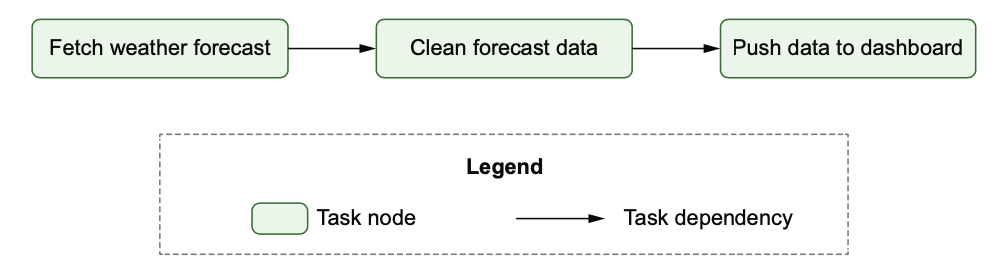 Fetch weather forecast
Clean forecast data
Push data to dashboard
Legend
Task node
Task dependency